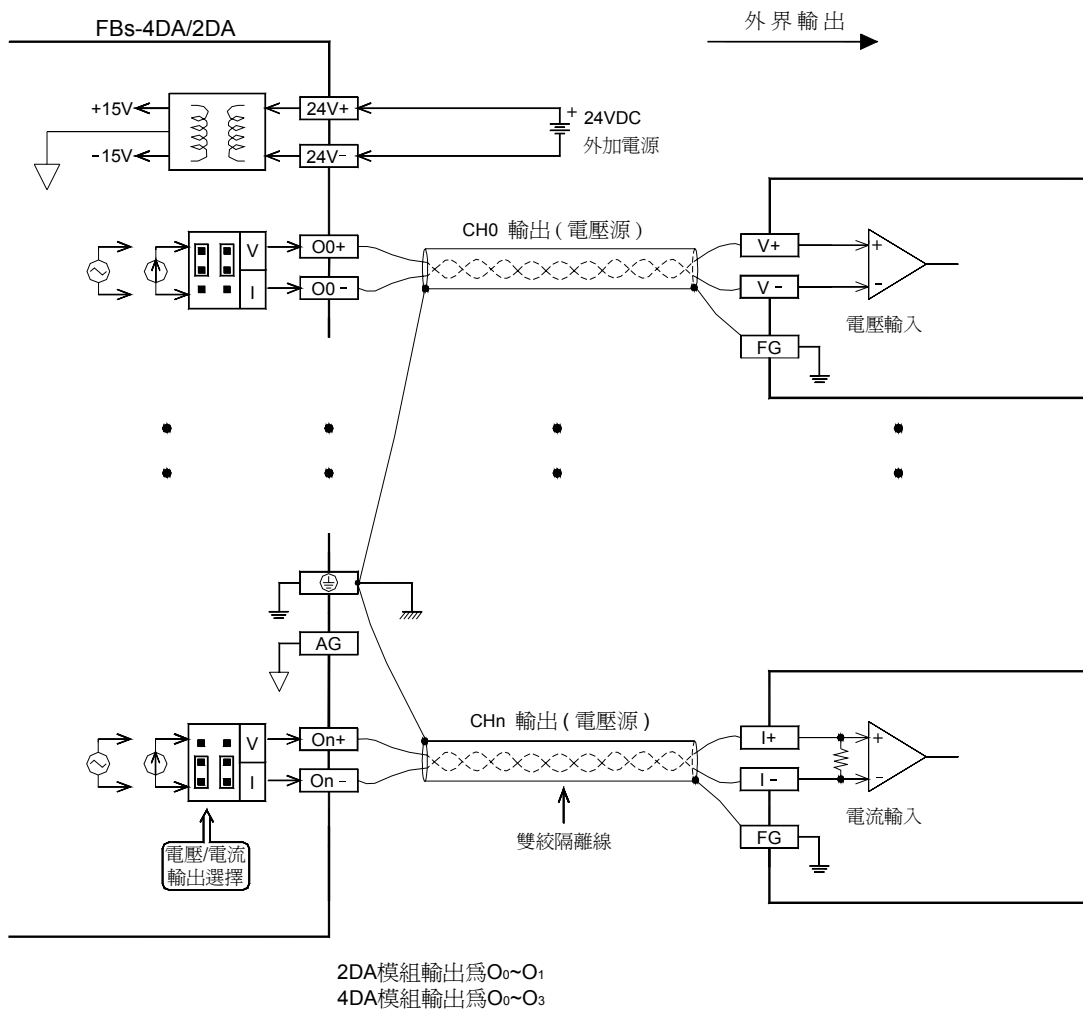 FBs-4DA/2DA
外界輸出
+15V
-15V
24V+
24V-
+ 24VDC
外加電源
V
I
O0+
O0-
CH0 輸出(電壓源)
V+
V-
FG
+
-
電壓輸入
AG
V
I
On+
On-
CHn 輸出(電壓源)
I+
I-
FG
+
-
電流輸入
雙絞隔離線
電壓/電流
輸出選擇
2DA模組輸出爲O₀~O₁
4DA模組輸出爲O₀~O₃